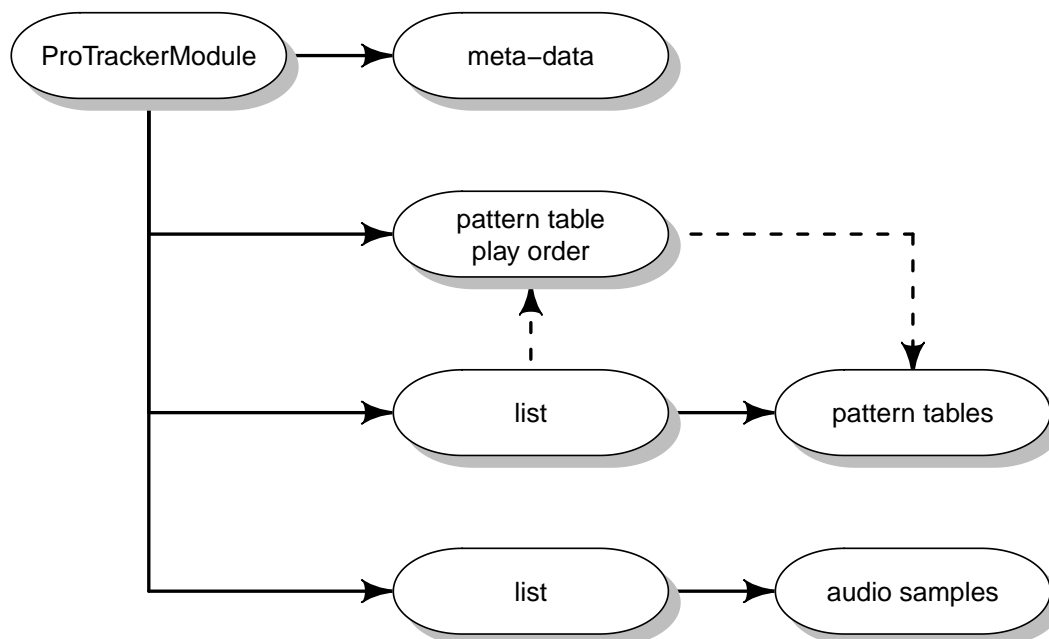 ProTrackerModule
meta−data
pattern table
play order
list
pattern tables
list
audio samples